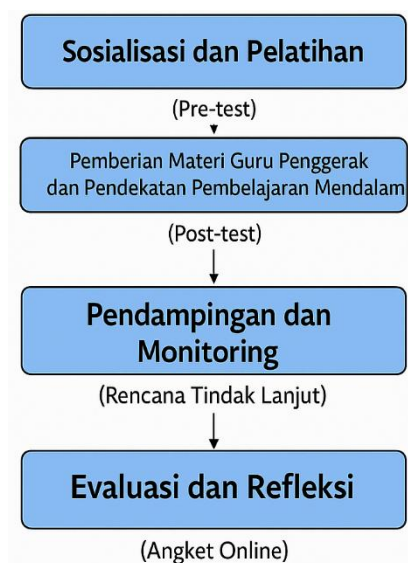 Sosialisasi dan Pelatihan
(Pre-test)
Pemberian Materi Guru Penggerak
dan Pendekatan Pembelajaran Mendalam
(Post-test)
Pendampingan dan
Monitoring
(Rencana Tindak Lanjut)
Evaluasi dan Refleksi
(Angket Online)